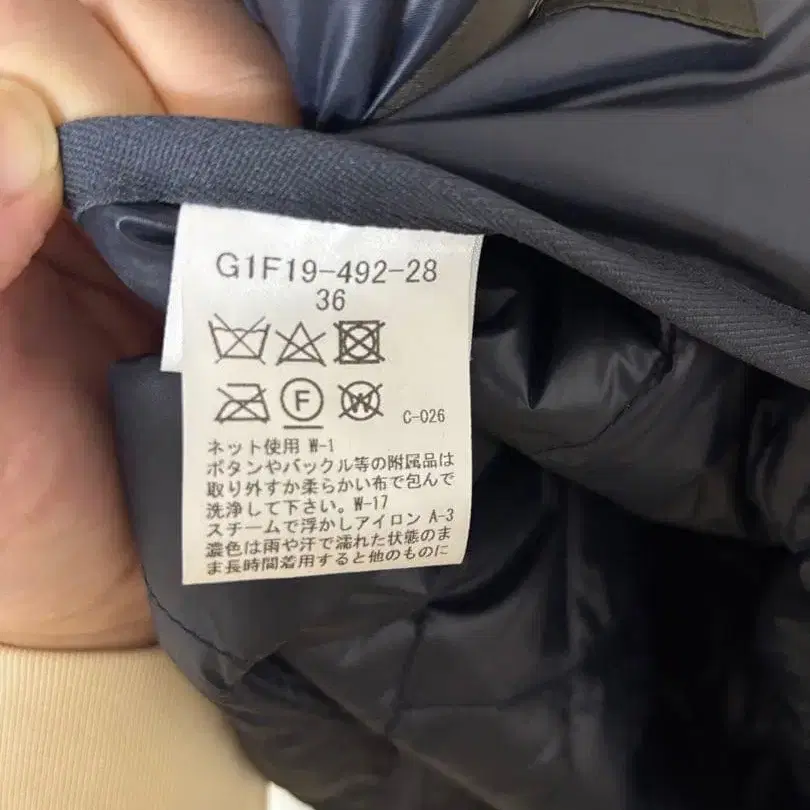 G1F19-492-28
36
F W
C-026
ネット使用 W-1
ボタンやバックル等の附属品は
取り外すか柔らかい布で包んで
洗浄して下さい。W-17
スチームで浮かしアイロン A-3
濃色は雨や汗で濡れた状態のま
ま長時間着用すると他のものに